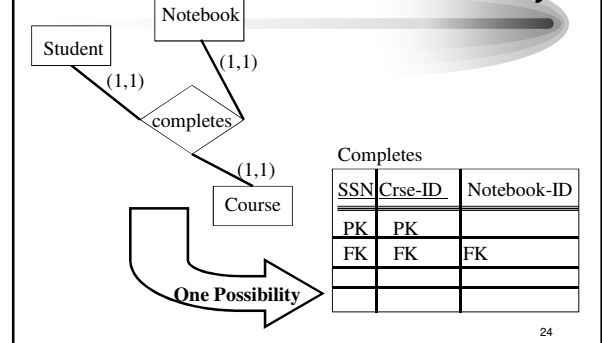 Notebook
Student
(1,1)
(1,1)
completes
(1,1)
Course
Completes
SSN Crse-ID Notebook-ID
PK PK
FK FK FK
One Possibility
24